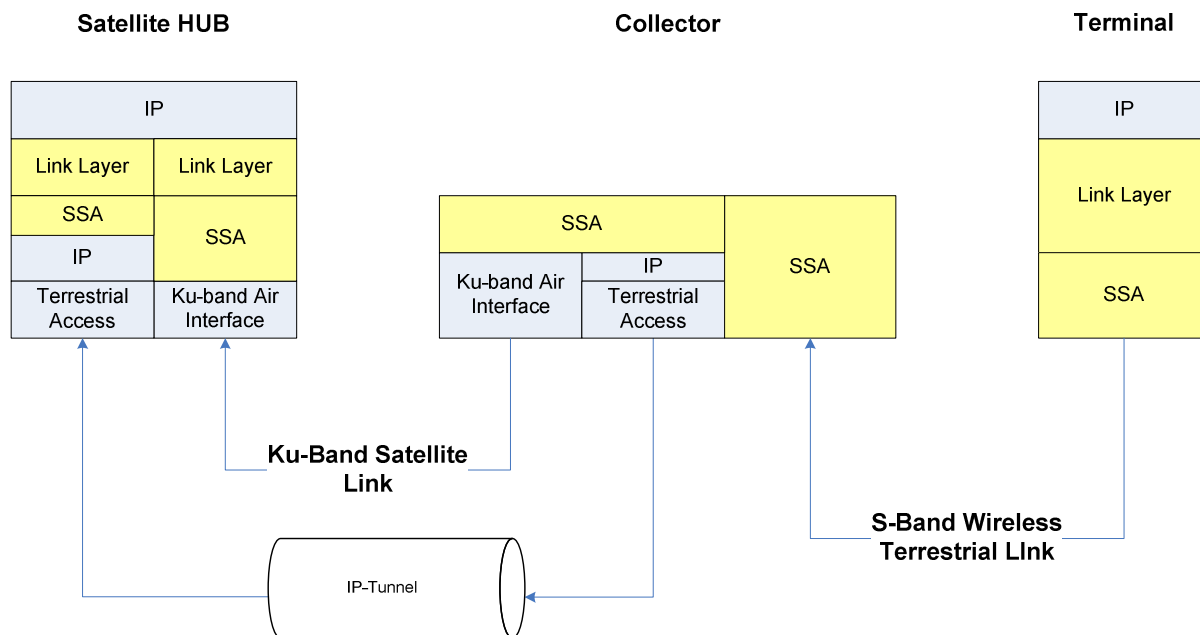 Satellite HUB
Collector
Terminal
IP
Link Layer
Link Layer
SSA
SSA
IP
Terrestrial
Access
Ku-band Air
Interface
SSA
Ku-band Air
Interface
IP
Terrestrial
Access
SSA
IP
Link Layer
SSA
Ku-Band Satellite
Link
S-Band Wireless
Terrestrial LInk
IP-Tunnel